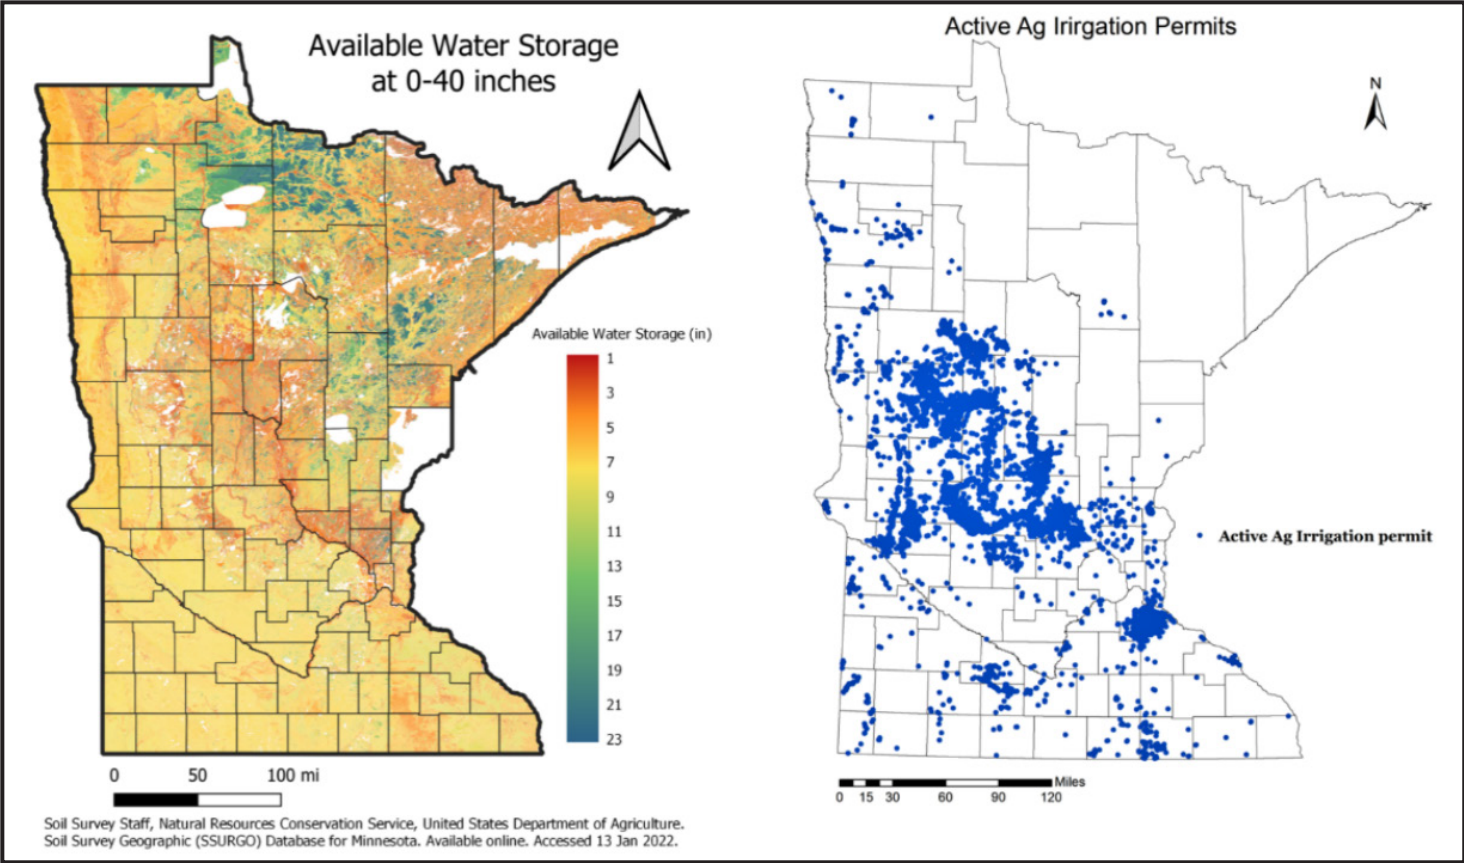 Available Water Storage
at 0-40 inches
Available Water Storage (in)
1
3
5
7
9
11
13
15
17
19
21
23
0 50 100 mi
Soil Survey Staff, Natural Resources Conservation Service, United States Department of Agriculture.
Soil Survey Geographic (SSURGO) Database for Minnesota. Available online. Accessed 13 Jan 2022.
Active Ag Irirgation Permits
N
Active Ag Irrigation permit
Miles
0 15 30 60 90 120